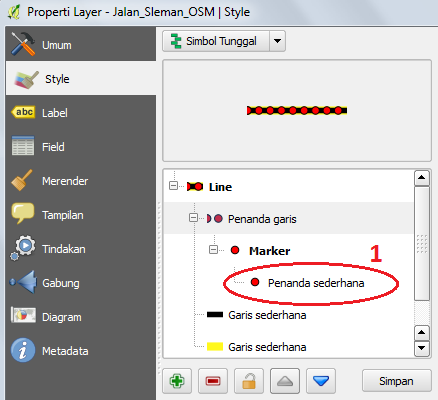 Properti Layer - Jalan_Sleman_OSM | Style
Umum
Style
abc Label
Field
Merender
Tampilan
Tindakan
Gabung
Diagram
Metadata
Simbol Tunggal
Line
Penanda garis
Marker
1
Penanda sederhana
Garis sederhana
Garis sederhana
Simpan